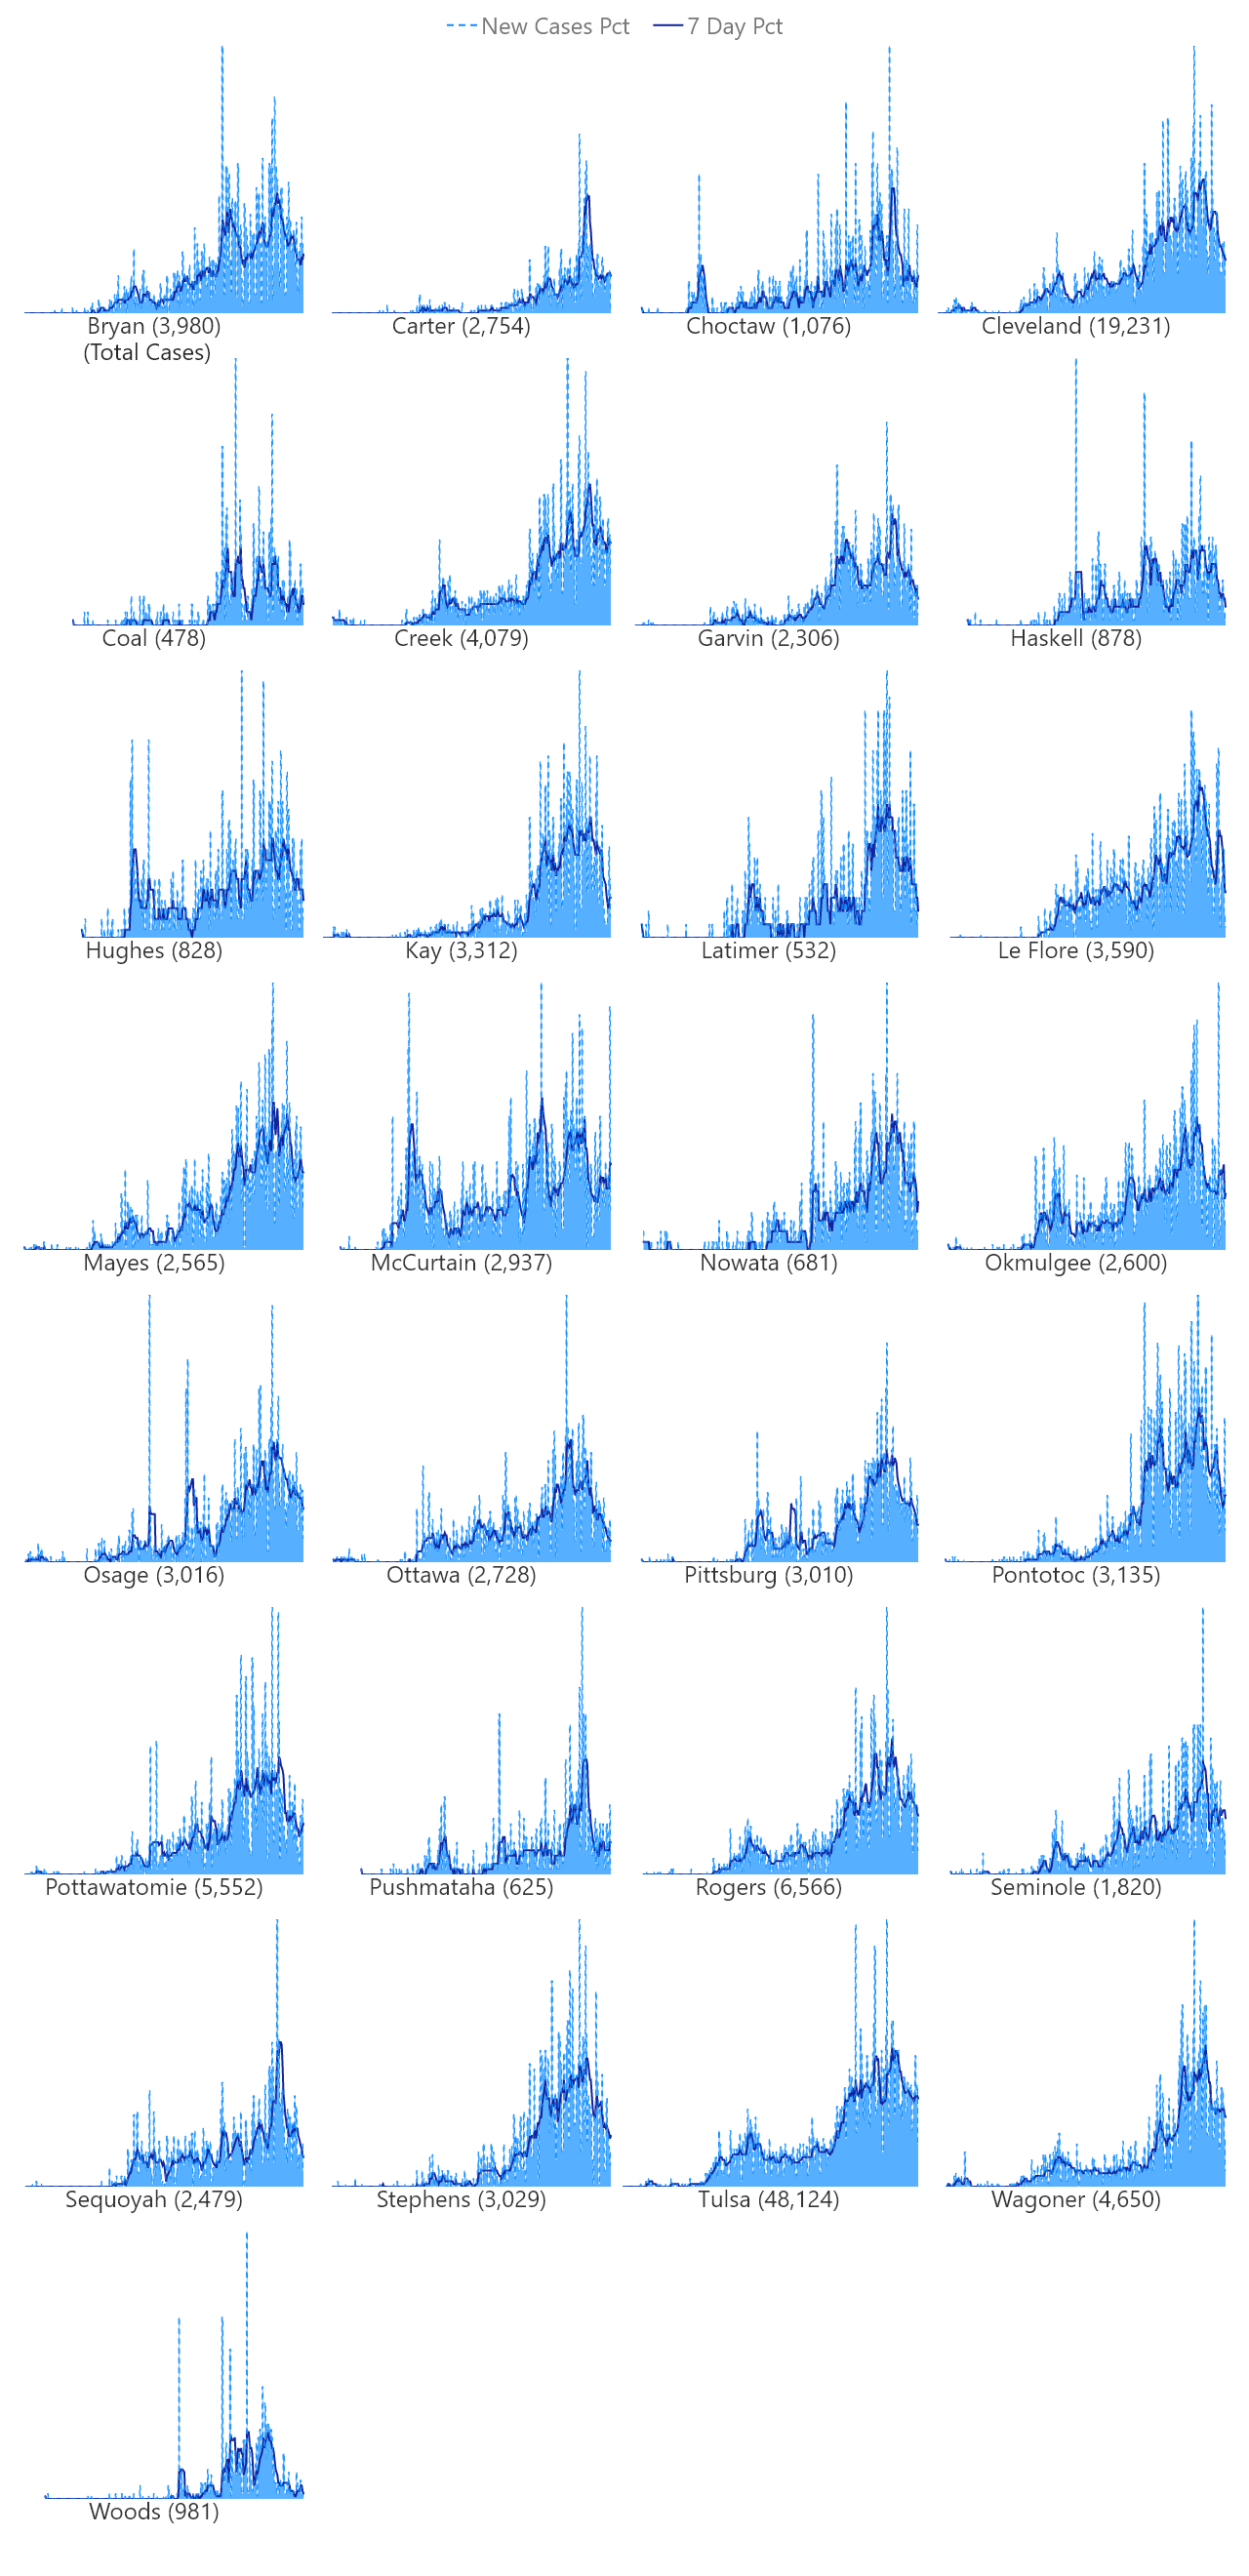 New Cases Pct 7 Day Pct
Bryan (3,980) Carter (2,754) Choctaw (1,076) Cleveland (19,231)
(Total Cases)
Coal (478) Creek (4,079) Garvin (2,306) Haskell (878)
Hughes (828) Kay (3,312) Latimer (532) Le Flore (3,590)
Mayes (2,565) McCurtain (2,937) Nowata (681) Okmulgee (2,600)
Osage (3,016) Ottawa (2,728) Pittsburg (3,010) Pontotoc (3,135)
Pottawatomie (5,552) Pushmataha (625) Rogers (6,566) Seminole (1,820)
Sequoyah (2,479) Stephens (3,029) Tulsa (48,124) Wagoner (4,650)
Woods (981)